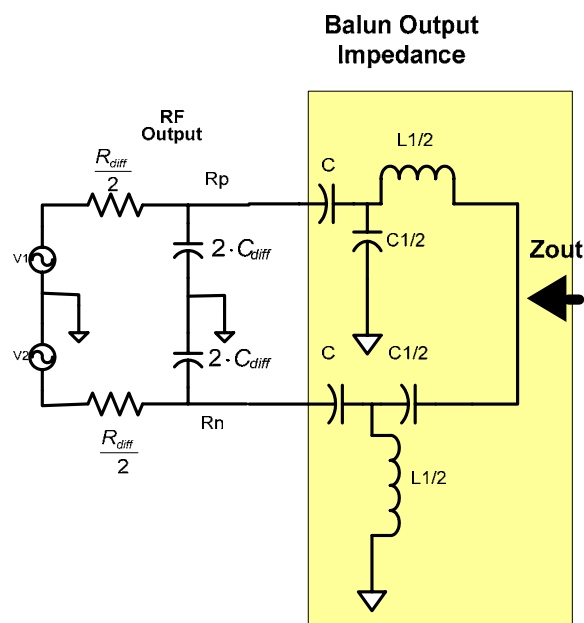 Balun Output
Impedance
RF
Output
L1/2
C
Rdiff
2
Rp
C1/2
2·Cdiff
Zout
V1
V2
2·Cdiff
C
C1/2
Rn
Rdiff
2
L1/2